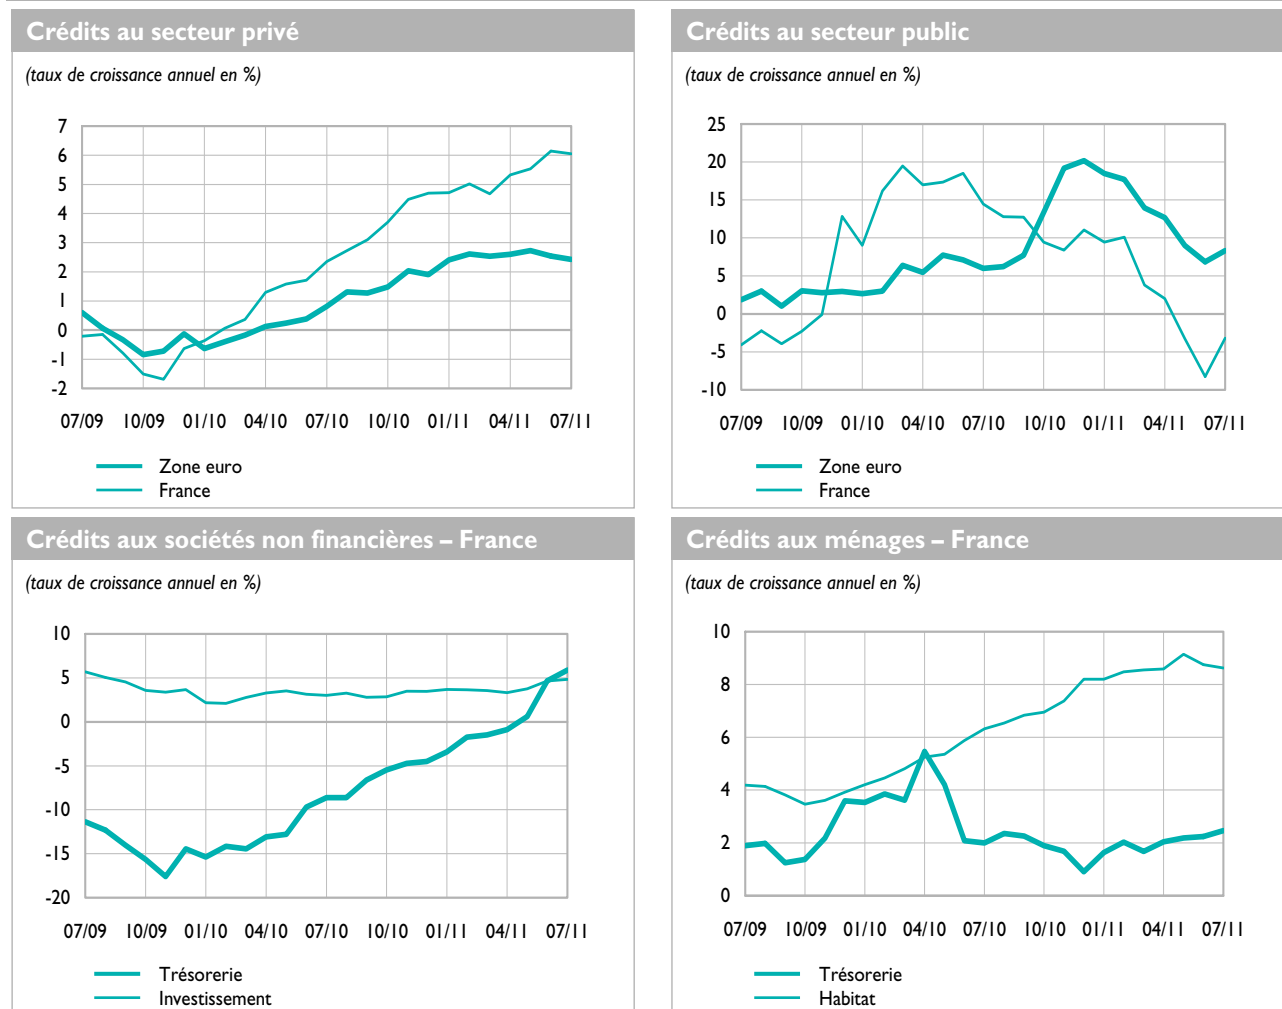 Crédits au secteur privé
(taux de croissance annuel en %)
7
6
5
4
3
2
1
0
-1
-2
07/09 10/09 01/10 04/10 07/10 10/10 01/11 04/11 07/11
Zone euro
France
Crédits au secteur public
(taux de croissance annuel en %)
25
20
15
10
5
0
-5
-10
07/09 10/09 01/10 04/10 07/10 10/10 01/11 04/11 07/11
Zone euro
France
Crédits aux sociétés non financières – France
(taux de croissance annuel en %)
10
5
0
-5
-10
-15
-20
07/09 10/09 01/10 04/10 07/10 10/10 01/11 04/11 07/11
Trésorerie
Investissement
Crédits aux ménages – France
(taux de croissance annuel en %)
10
8
6
4
2
0
07/09 10/09 01/10 04/10 07/10 10/10 01/11 04/11 07/11
Trésorerie
Habitat